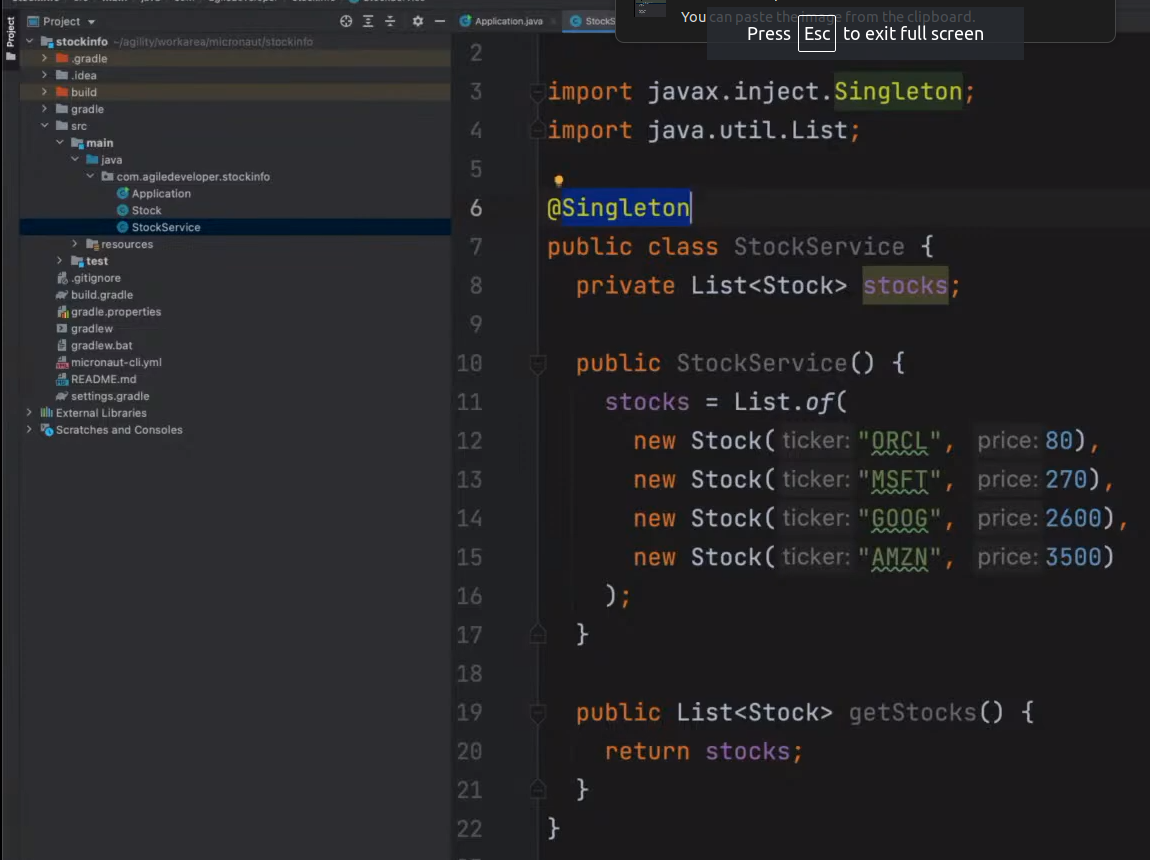 You can paste the image from the clipboard.
Press Esc to exit full screen
Project
Project
Application.java
stockinfo ~/agility/workarea/micronaut/stockinfo
.gradle
.idea
build
gradle
src
main
java
com.agiledeveloper.stockinfo
Application
Stock
StockService
resources
test
.gitignore
build.gradle
gradle.properties
gradlew
gradlew.bat
micronaut-cli.yml
README.md
settings.gradle
External Libraries
Scratches and Consoles
2
3 import javax.inject.Singleton;
4 import java.util.List;
5
6 @Singleton
7 public class StockService {
8 private List<Stock> stocks;
9
10 public StockService() {
11 stocks = List.of(
12 new Stock( ticker: "ORCL", price: 80),
13 new Stock( ticker: "MSFT", price: 270),
14 new Stock( ticker: "GOOG", price: 2600),
15 new Stock( ticker: "AMZN", price: 3500)
16 );
17 }
18
19 public List<Stock> getStocks() {
20 return stocks;
21 }
22 }